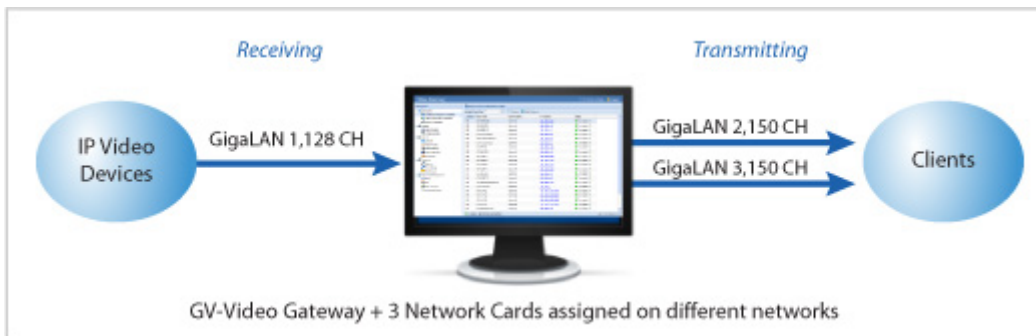 Receiving
Transmitting
IP Video
Devices
GigaLAN 1,128 CH
GigaLAN 2,150 CH
GigaLAN 3,150 CH
Clients
GV-Video Gateway + 3 Network Cards assigned on different networks